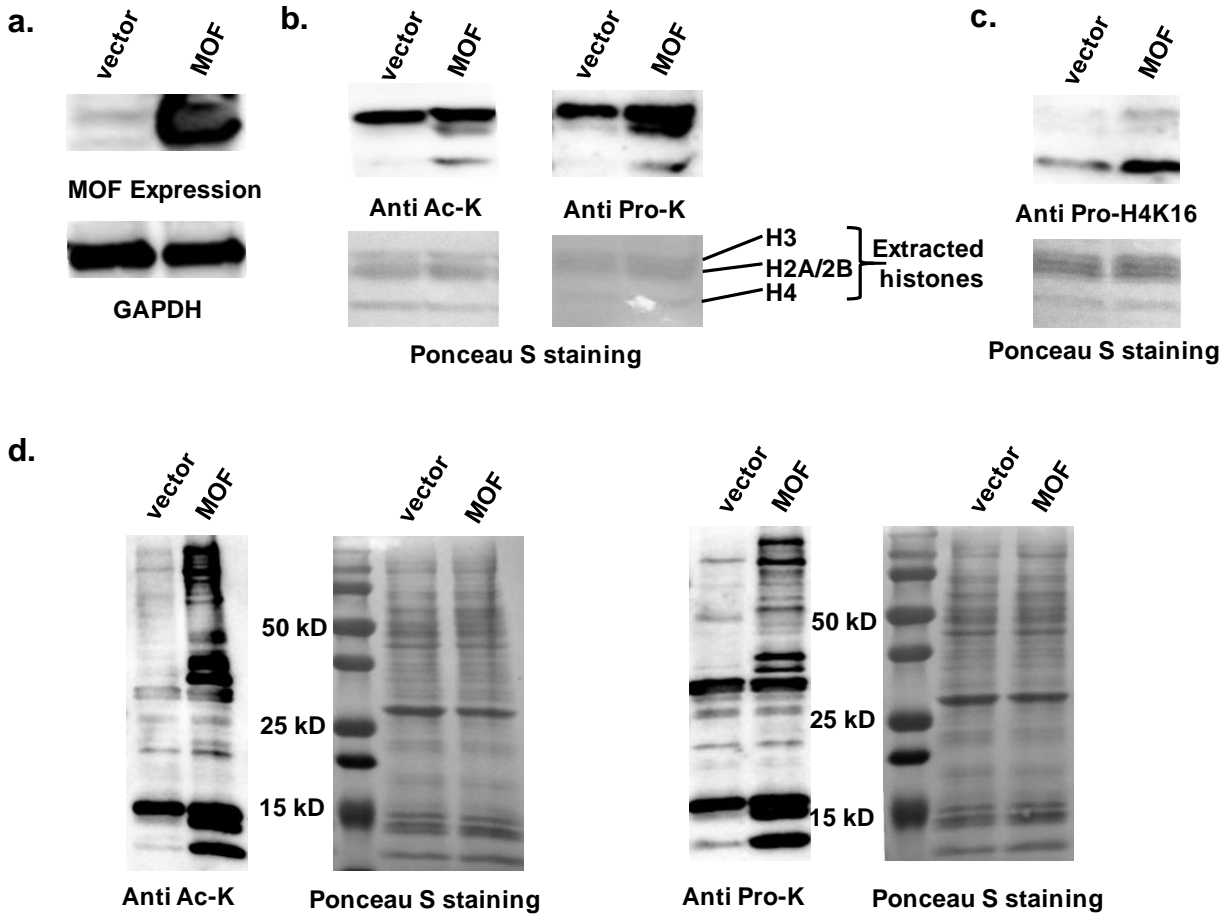 a.
vector
MOF
MOF Expression
GAPDH
b.
vector
MOF
vector
MOF
Anti Ac-K
Anti Pro-K
H3
H2A/2B
H4
Extracted
histones
Ponceau S staining
c.
vector
MOF
Anti Pro-H4K16
Ponceau S staining
d.
vector
MOF
vector
MOF
vector
MOF
vector
MOF
50 kD
25 kD
15 kD
50 kD
25 kD
15 kD
Anti Ac-K
Ponceau S staining
Anti Pro-K
Ponceau S staining